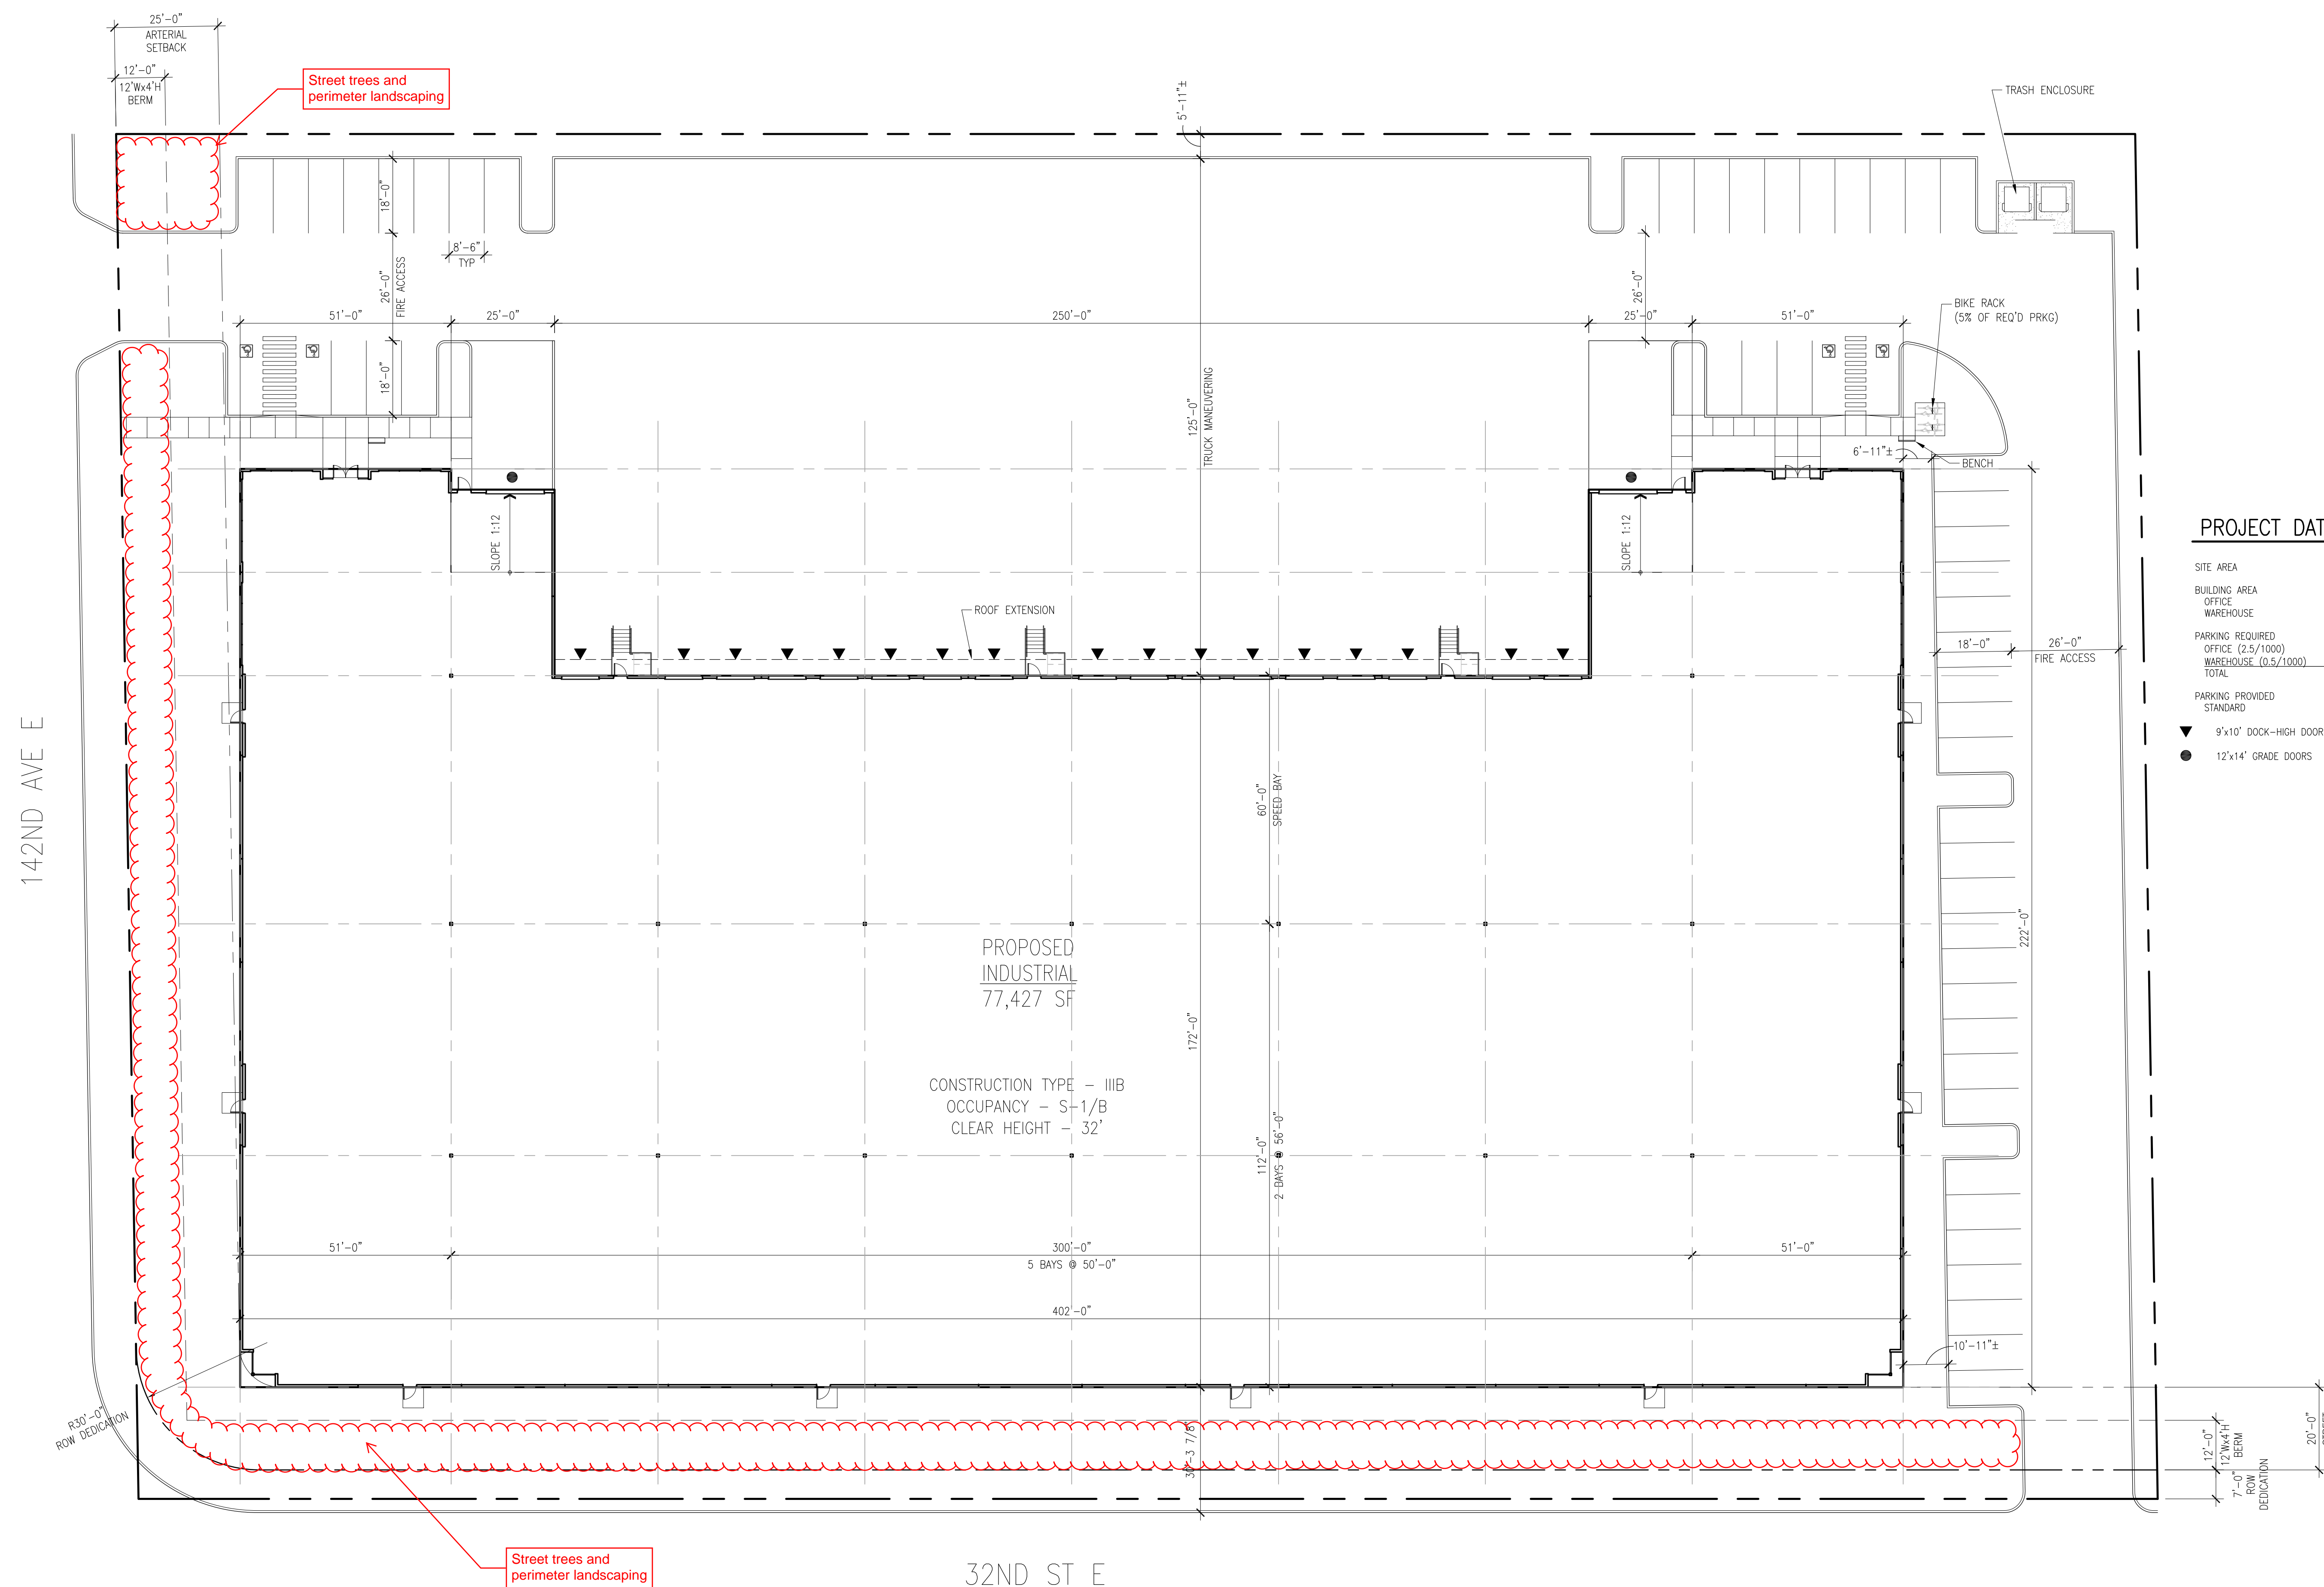 25'-0"
ARTERIAL
SETBACK
12'-0"
12'Wx4'H
BERM
Street trees and
perimeter landscaping
5'-11"±
TRASH ENCLOSURE
18'-0"
8'-6"
TYP
26'-0"
FIRE ACCESS
26'-0"
BIKE RACK
(5% OF REQ'D PRKG)
51'-0"
25'-0"
250'-0"
25'-0"
51'-0"
18'-0"
125'-0"
TRUCK MANEUVERING
6'-11"±
BENCH
SLOPE 1:12
SLOPE 1:12
PROJECT DAT
SITE AREA
BUILDING AREA
OFFICE
WAREHOUSE
PARKING REQUIRED
OFFICE (2.5/1000)
WAREHOUSE (0.5/1000)
TOTAL
PARKING PROVIDED
STANDARD
9'x10' DOCK-HIGH DOOR
12'x14' GRADE DOORS
ROOF EXTENSION
18'-0"
26'-0"
FIRE ACCESS
142ND AVE E
60'-0"
SPEED BAY
222'-0"
PROPOSED
INDUSTRIAL
77,427 SF
172'-0"
CONSTRUCTION TYPE - IIIB
OCCUPANCY - S-1/B
CLEAR HEIGHT - 32'
112'-0"
2 BAYS @ 56'-0"
51'-0"
300'-0"
51'-0"
5 BAYS @ 50'-0"
402'-0"
10'-11"±
R30'-0"
ROW DEDICATION
3 7/8"
12'-0"
12'Wx4'H
BERM
20'-0"
7'-0"
ROW
DEDICATION
Street trees and
perimeter landscaping
32ND ST E